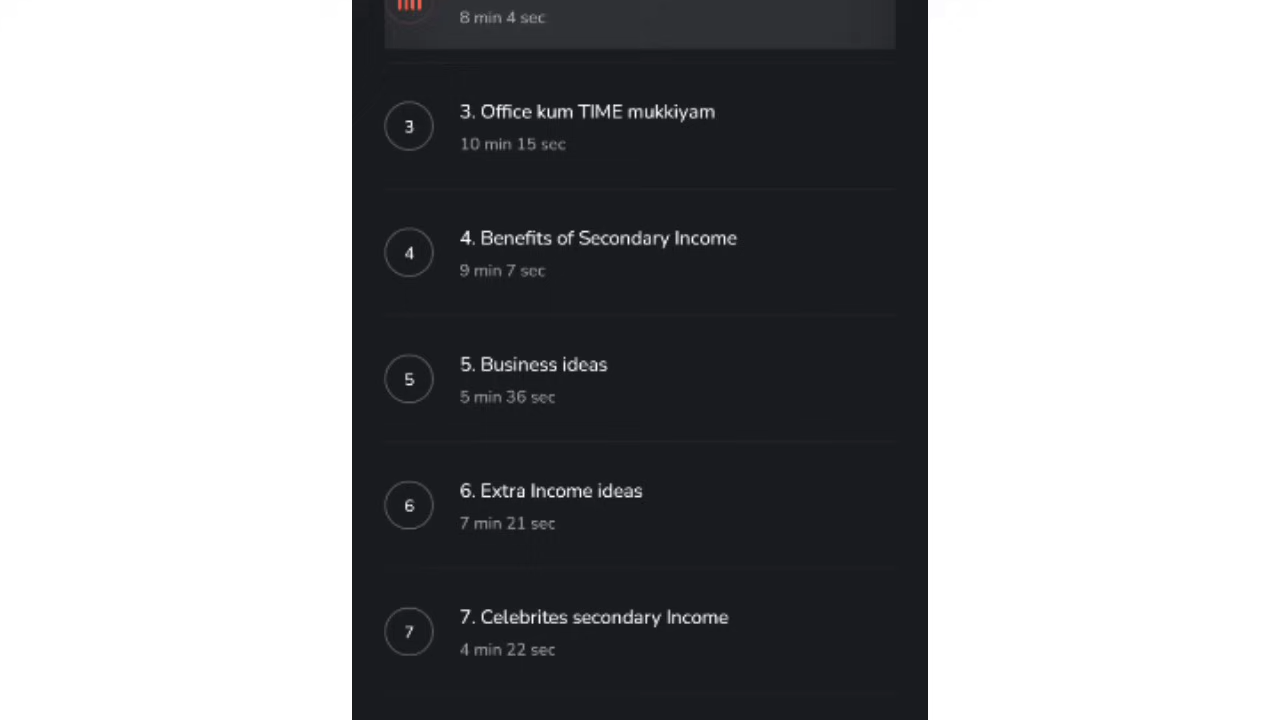 8 min 4 sec
3
3. Office kum TIME mukkiyam
10 min 15 sec
4
4. Benefits of Secondary Income
9 min 7 sec
5
5. Business ideas
5 min 36 sec
6
6. Extra Income ideas
7 min 21 sec
7
7. Celebrites secondary Income
4 min 22 sec